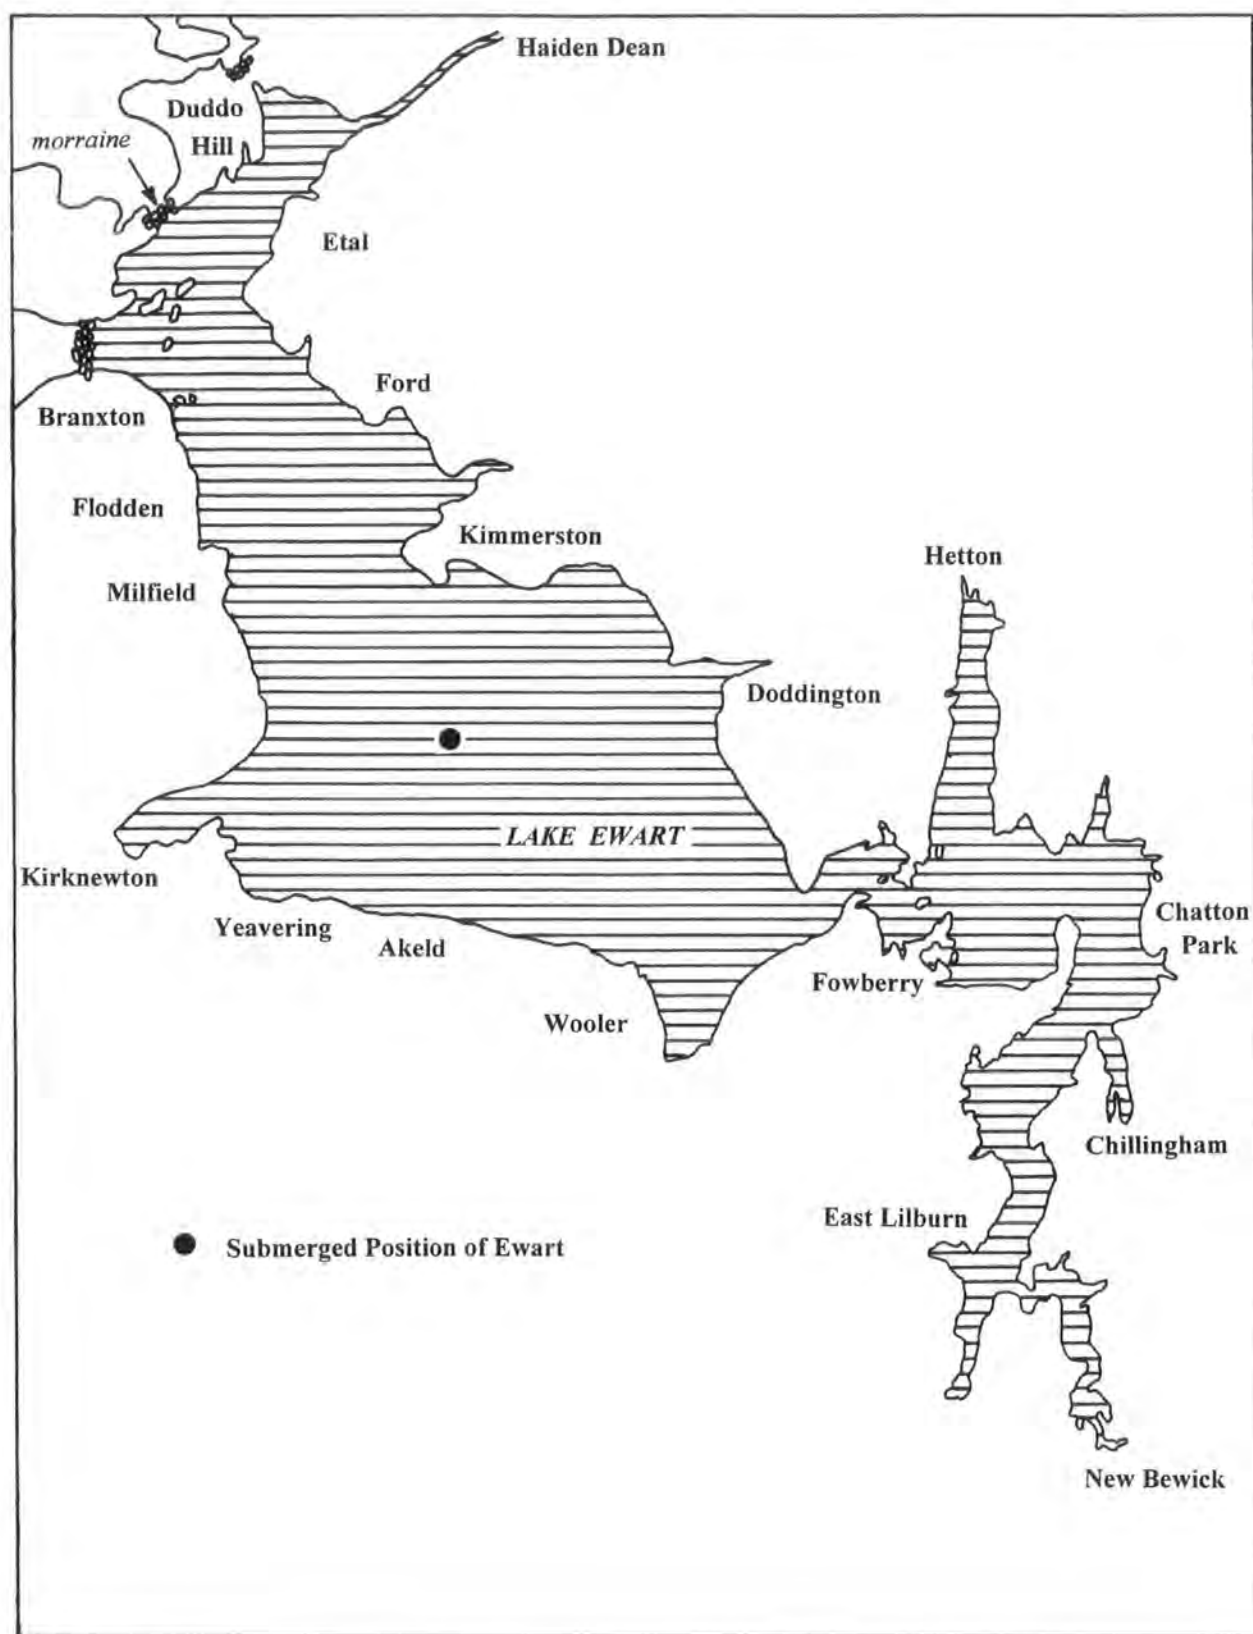 Haiden Dean
Duddo
Hill
morraine
Etal
Ford
Branxton
Flodden
Kimmerston
Hetton
Milfield
Doddington
LAKE EWART
Kirknewton
Chatton
Park
Yeavering
Akeld
Fowberry
Wooler
Chillingham
East Lilburn
Submerged Position of Ewart
New Bewick